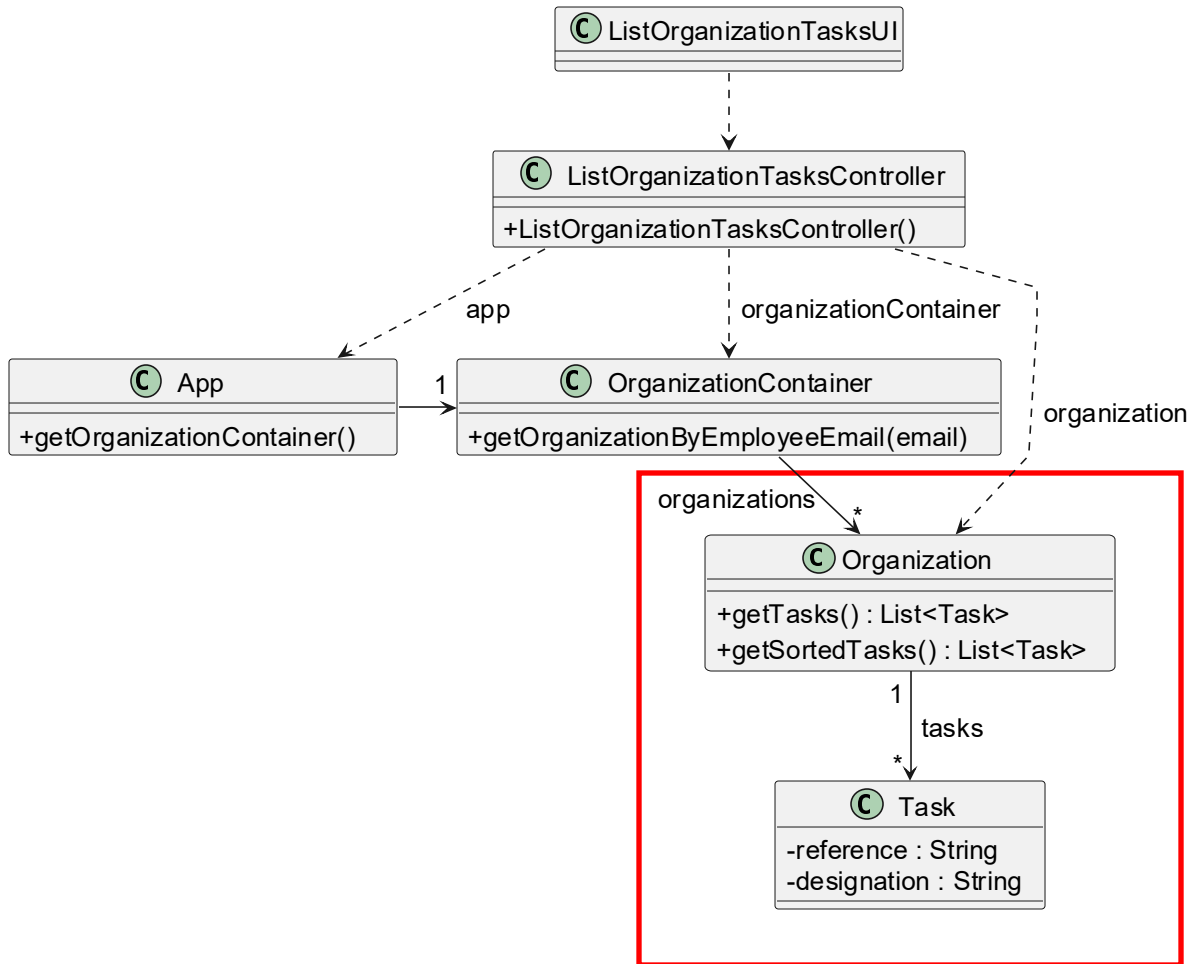 C ListOrganizationTasksUI
C ListOrganizationTasksController
+ListOrganizationTasksController()
app
organizationContainer
organization
C App
+getOrganizationContainer()
1
C OrganizationContainer
+getOrganizationByEmployeeEmail(email)
organizations
*
C Organization
+getTasks() : List<Task>
+getSortedTasks() : List<Task>
1
tasks
*
C Task
-reference : String
-designation : String